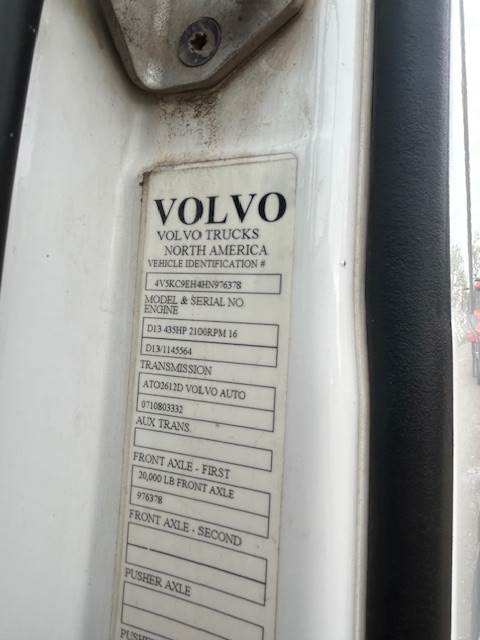 VOLVO
VOLVO TRUCKS
NORTH AMERICA
VEHICLE IDENTIFICATION #
4V5KC9EH4HN976378
MODEL & SERIAL NO.
ENGINE
D13 435HP 2100RPM 16
D13/1145564
TRANSMISSION
ATO2612D VOLVO AUTO
0710803332
AUX TRANS.
FRONT AXLE - FIRST
20,000 LB FRONT AXLE
976378
FRONT AXLE - SECOND
PUSHER AXLE
PUSHER